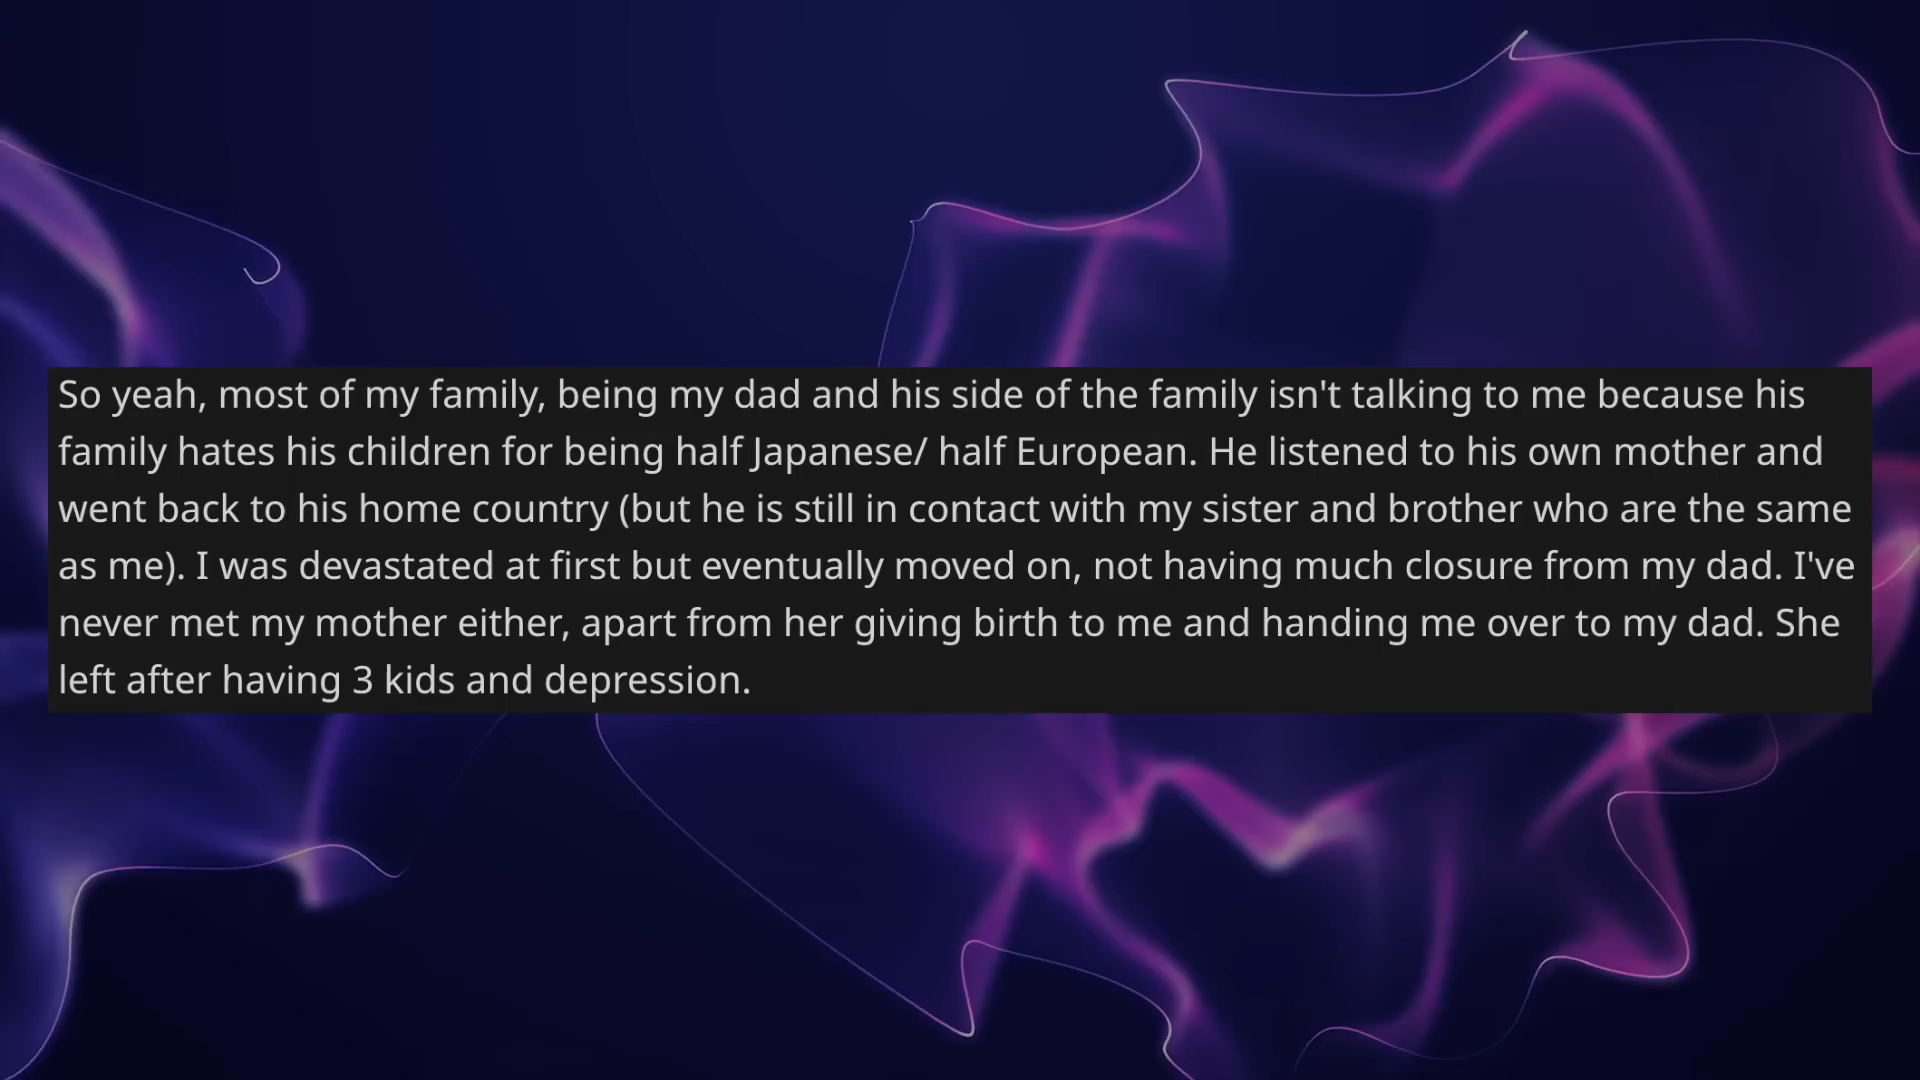 So yeah, most of my family, being my dad and his side of the family isn't talking to me because his
family hates his children for being half Japanese/ half European. He listened to his own mother and
went back to his home country (but he is still in contact with my sister and brother who are the same
as me). I was devastated at first but eventually moved on, not having much closure from my dad. I've
never met my mother either, apart from her giving birth to me and handing me over to my dad. She
left after having 3 kids and depression.